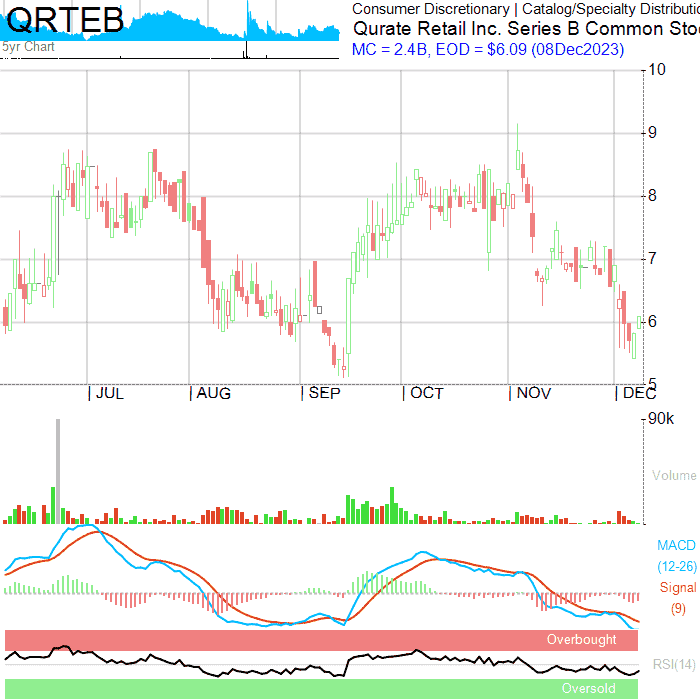 QRTEB
5yr Chart
Consumer Discretionary | Catalog/Specialty Distributio
Qurate Retail Inc. Series B Common Sto
MC = 2.4B, EOD = $6.09 (08Dec2023)
10
9
8
7
6
5
JUL AUG SEP OCT NOV DEC
90k
Volume
MACD
(12-26)
Signal
(9)
Overbought
RSI(14)
Oversold